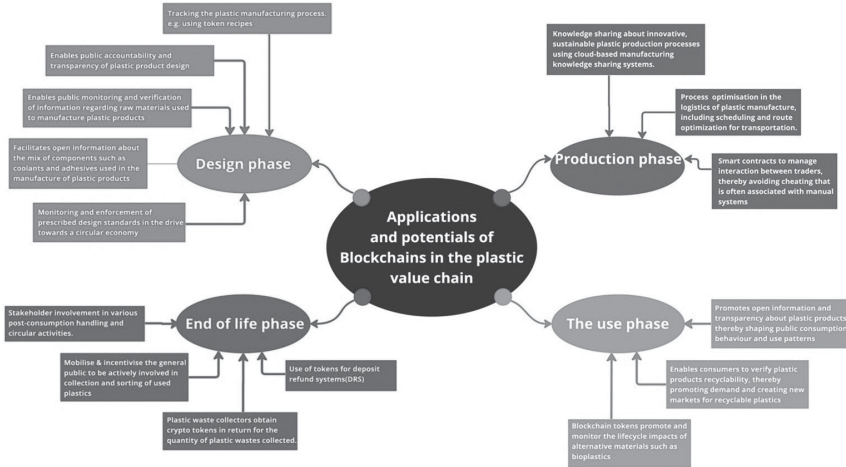 Tracking the plastic manufacturing process.
e.g. using token recipes
Enables public accountability and
transparency of plastic product design
Enables public monitoring and verification
of information regarding raw materials used
to manufacture plastic products
Facilitates open information about
the mix of components such as
coolants and adhesives used in the
manufacture of plastic products
Monitoring and enforcement of
prescribed design standards in the drive
towards a circular economy
Design phase
Knowledge sharing about innovative,
sustainable plastic production processes
using cloud-based manufacturing
knowledge sharing systems.
Process optimisation in the
logistics of plastic manufacture,
including scheduling and route
optimization for transportation.
Smart contracts to manage
interaction between traders,
thereby avoiding cheating that
is often associated with manual
systems
Production phase
Applications
and potentials of
Blockchains in the plastic
value chain
Stakeholder involvement in various
post-consumption handling and
circular activities.
Mobilise & incentivise the general
public to be actively involved in
collection and sorting of used
plastics
Plastic waste collectors obtain
crypto tokens in return for the
quantity of plastic wastes collected.
Use of tokens for deposit
refund systems(DRS)
End of life phase
The use phase
Promotes open information and
transparency about plastic products
thereby shaping public consumption
behaviour and use patterns
Enables consumers to verify plastic
products recyclability, thereby
promoting demand and creating new
markets for recyclable plastics
Blockchain tokens promote and
monitor the lifecycle impacts of
alternative materials such as
bioplastics